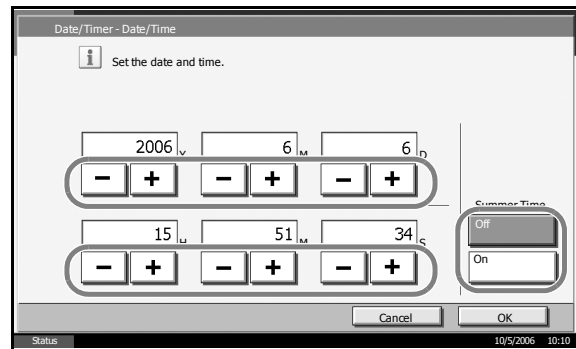 Date/Timer - Date/Time
i Set the date and time.
2006 Y 6 M 6 D
− + − + − +
Summer Time
Off
15 H 51 M 34 S
On
− + − + − +
Cancel OK
Status 10/5/2006 10:10